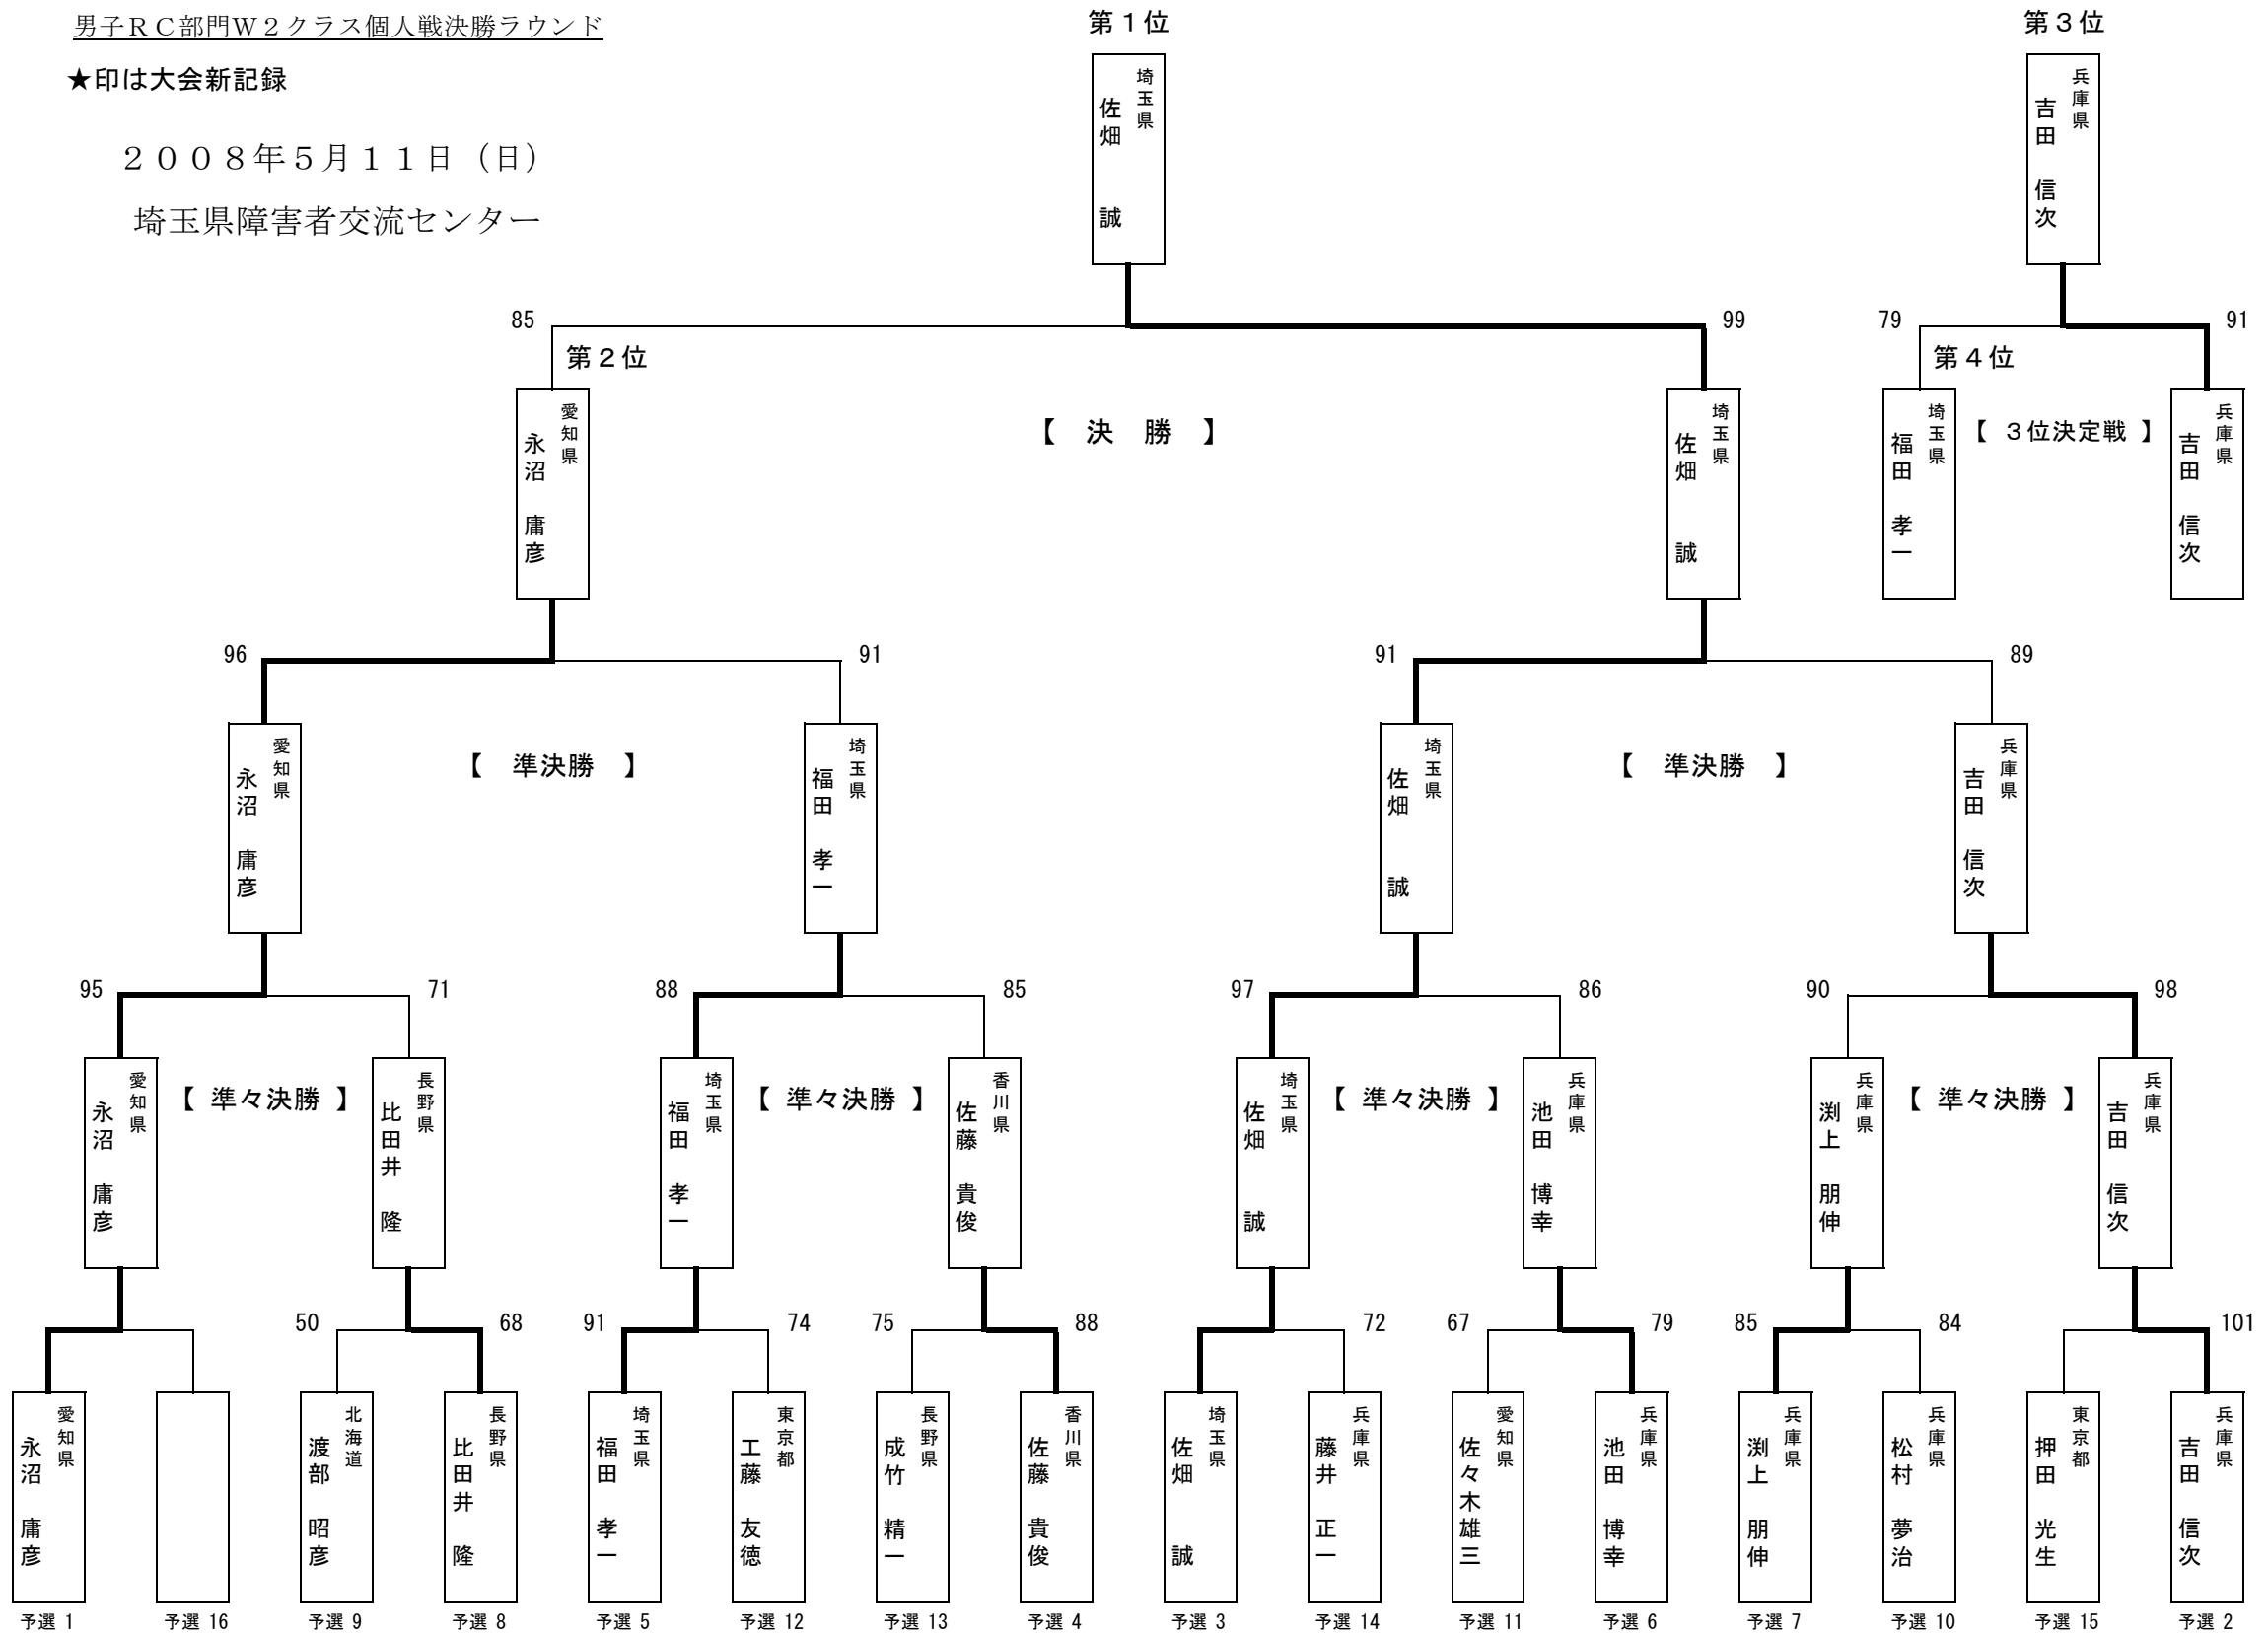 男子ＲＣ部門Ｗ２クラス個人戦決勝ラウンド
★印は大会新記録
２００８年５月１１日（日）
埼玉県障害者交流センター
第１位
埼玉県
佐畑　誠
第３位
兵庫県
吉田　信次
85
99
79
91
第２位
第４位
愛知県
永沼　庸彦
【　決　勝　】
埼玉県
佐畑　誠
埼玉県
福田　孝一
【 ３位決定戦 】
兵庫県
吉田　信次
96
91
91
89
愛知県
永沼　庸彦
【　準決勝　】
埼玉県
福田　孝一
埼玉県
佐畑　誠
【　準決勝　】
兵庫県
吉田　信次
95
71
88
85
97
86
90
98
愛知県
永沼　庸彦
【 準々決勝 】
長野県
比田井　隆
埼玉県
福田　孝一
【 準々決勝 】
香川県
佐藤　貴俊
埼玉県
佐畑　誠
【 準々決勝 】
兵庫県
池田　博幸
兵庫県
渕上　朋伸
【 準々決勝 】
兵庫県
吉田　信次
50
68
91
74
75
88
72
67
79
85
84
101
愛知県
永沼　庸彦
北海道
渡部　昭彦
長野県
比田井　隆
埼玉県
福田　孝一
東京都
工藤　友徳
長野県
成竹　精一
香川県
佐藤　貴俊
埼玉県
佐畑　誠
兵庫県
藤井　正一
愛知県
佐々木雄三
兵庫県
池田　博幸
兵庫県
渕上　朋伸
兵庫県
松村　夢治
東京都
押田　光生
兵庫県
吉田　信次
予選 1
予選 16
予選 9
予選 8
予選 5
予選 12
予選 13
予選 4
予選 3
予選 14
予選 11
予選 6
予選 7
予選 10
予選 15
予選 2